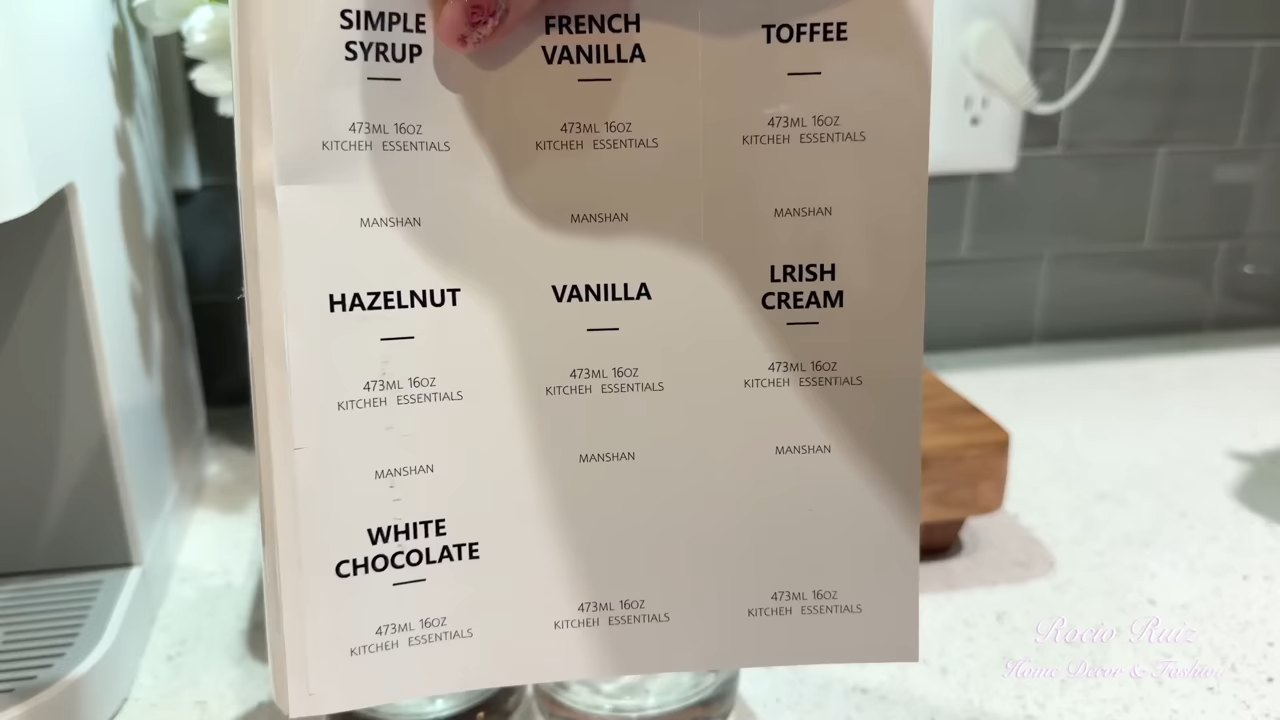 SIMPLE
SYRUP
473ML 16OZ
KITCHEH ESSENTIALS
MANSHAN
FRENCH
VANILLA
473ML 16OZ
KITCHEH ESSENTIALS
MANSHAN
TOFFEE
473ML 16OZ
KITCHEH ESSENTIALS
MANSHAN
HAZELNUT
473ML 16OZ
KITCHEH ESSENTIALS
MANSHAN
VANILLA
473ML 16OZ
KITCHEH ESSENTIALS
MANSHAN
LRISH
CREAM
473ML 16OZ
KITCHEH ESSENTIALS
MANSHAN
WHITE
CHOCOLATE
473ML 16OZ
KITCHEH ESSENTIALS
473ML 16OZ
KITCHEH ESSENTIALS
473ML 16OZ
KITCHEH ESSENTIALS
Rocio Ruiz
Home Decor & Fashion